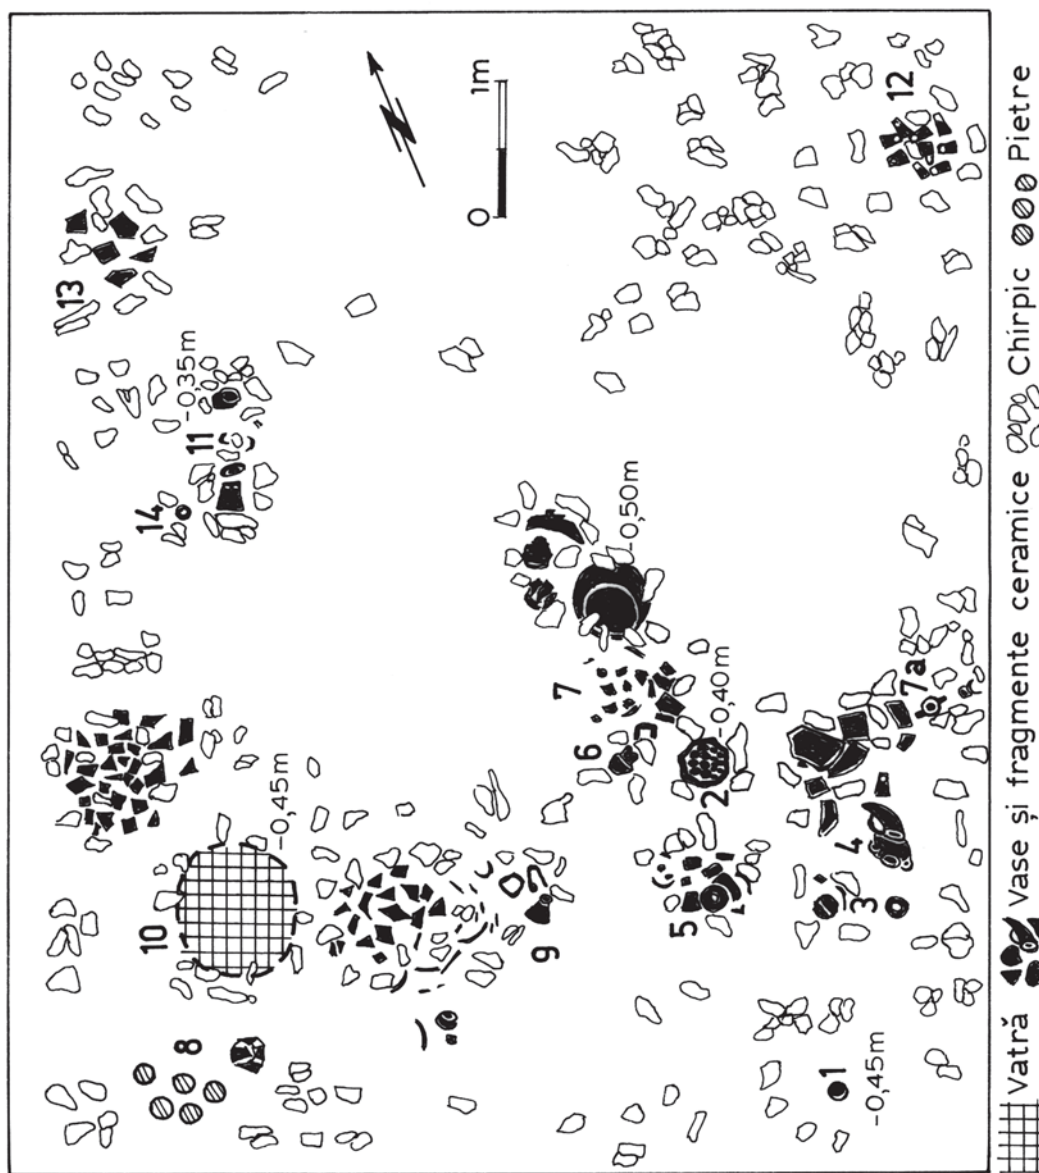 13
10
14
8
-0,35m
11
-0,45m
0 1m
9
7
6
-0,50m
5
2
-0,40m
1
4
3
-0,45m
12
7a
Vatră Vase și fragmente ceramice Chirpic Pietre